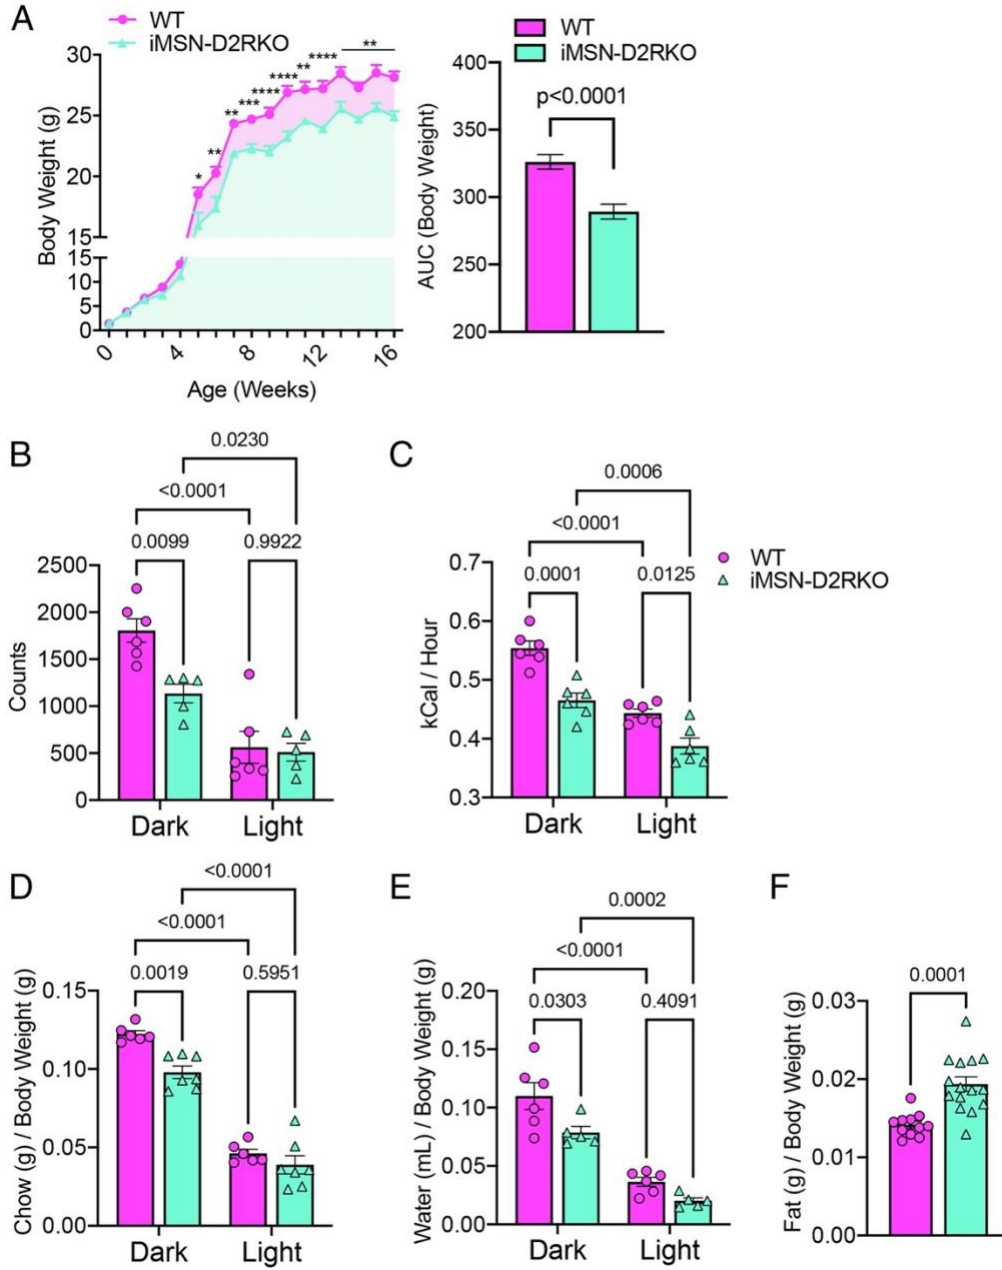 A
WT
iMSN-D2RKO
Body Weight (g)
30
25
20
15
15
10
5
0
* ** ** *** **** **** ** **** **
0 4 8 12 16
Age (Weeks)
WT
iMSN-D2RKO
AUC (Body Weight)
400
350
300
250
200
p<0.0001
B
0.0230
<0.0001
0.0099 0.9922
Counts
2500
2000
1500
1000
500
0
Dark Light
C
0.0006
<0.0001
0.0001 0.0125
kCal / Hour
0.7
0.6
0.5
0.4
0.3
Dark Light
WT
iMSN-D2RKO
D
<0.0001
<0.0001
0.0019 0.5951
Chow (g) / Body Weight (g)
0.15
0.10
0.05
0.00
Dark Light
E
0.0002
<0.0001
0.0303 0.4091
Water (mL) / Body Weight (g)
0.20
0.15
0.10
0.05
0.00
Dark Light
F
0.0001
Fat (g) / Body Weight (g)
0.03
0.02
0.01
0.00